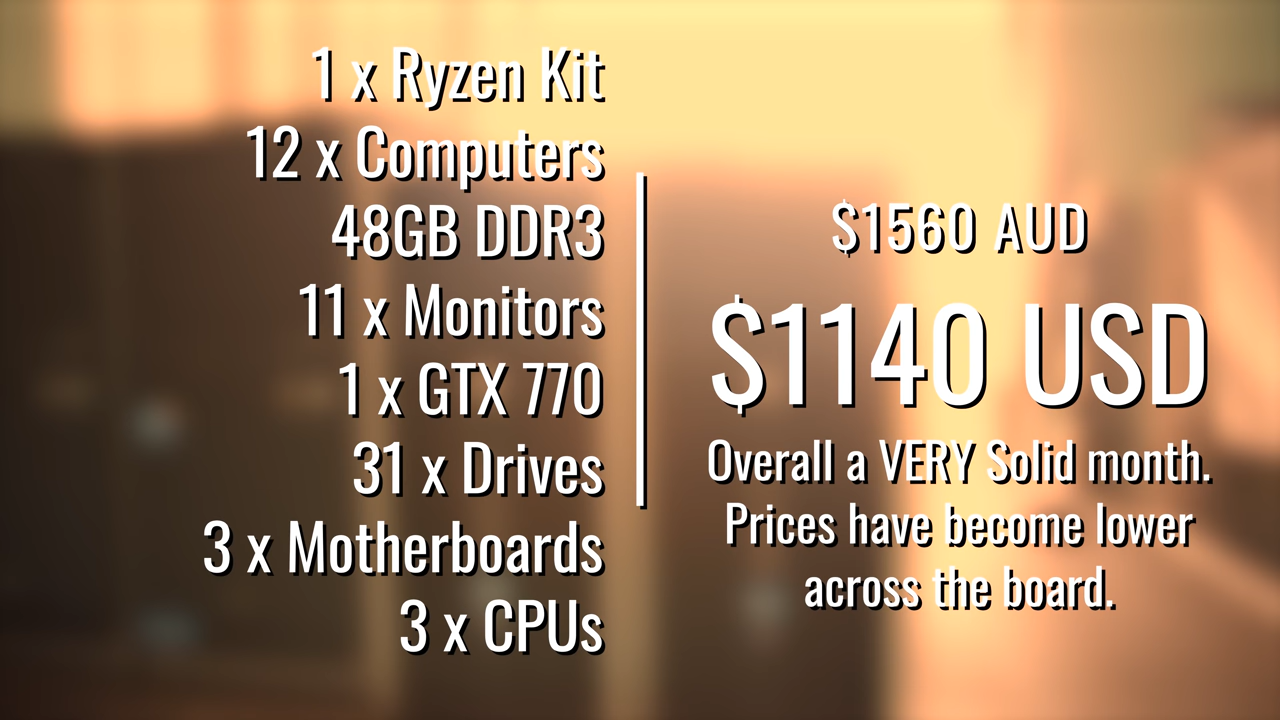 1 x Ryzen Kit
12 x Computers
48GB DDR3
11 x Monitors
1 x GTX 770
31 x Drives
3 x Motherboards
3 x CPUs
$1560 AUD
$1140 USD
Overall a VERY Solid month.
Prices have become lower
across the board.